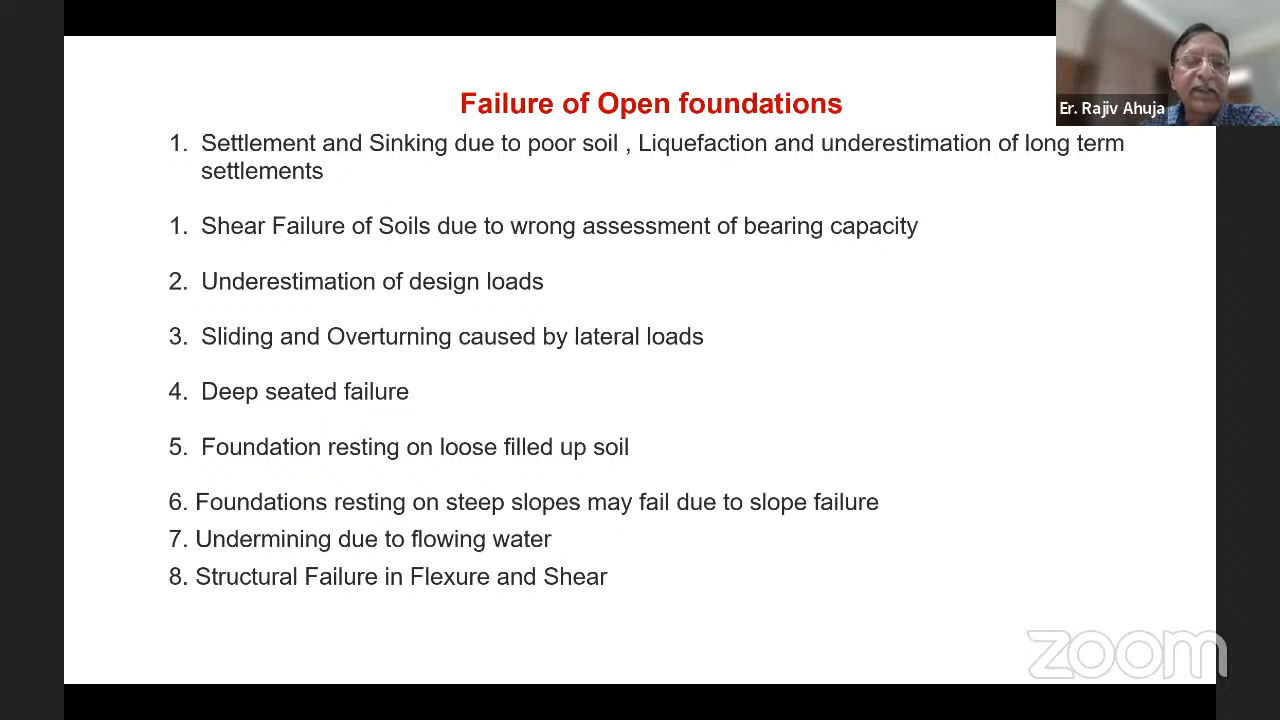 Er. Rajiv Ahuja
Failure of Open foundations
1. Settlement and Sinking due to poor soil , Liquefaction and underestimation of long term
settlements
1. Shear Failure of Soils due to wrong assessment of bearing capacity
2. Underestimation of design loads
3. Sliding and Overturning caused by lateral loads
4. Deep seated failure
5. Foundation resting on loose filled up soil
6. Foundations resting on steep slopes may fail due to slope failure
7. Undermining due to flowing water
8. Structural Failure in Flexure and Shear
zoom